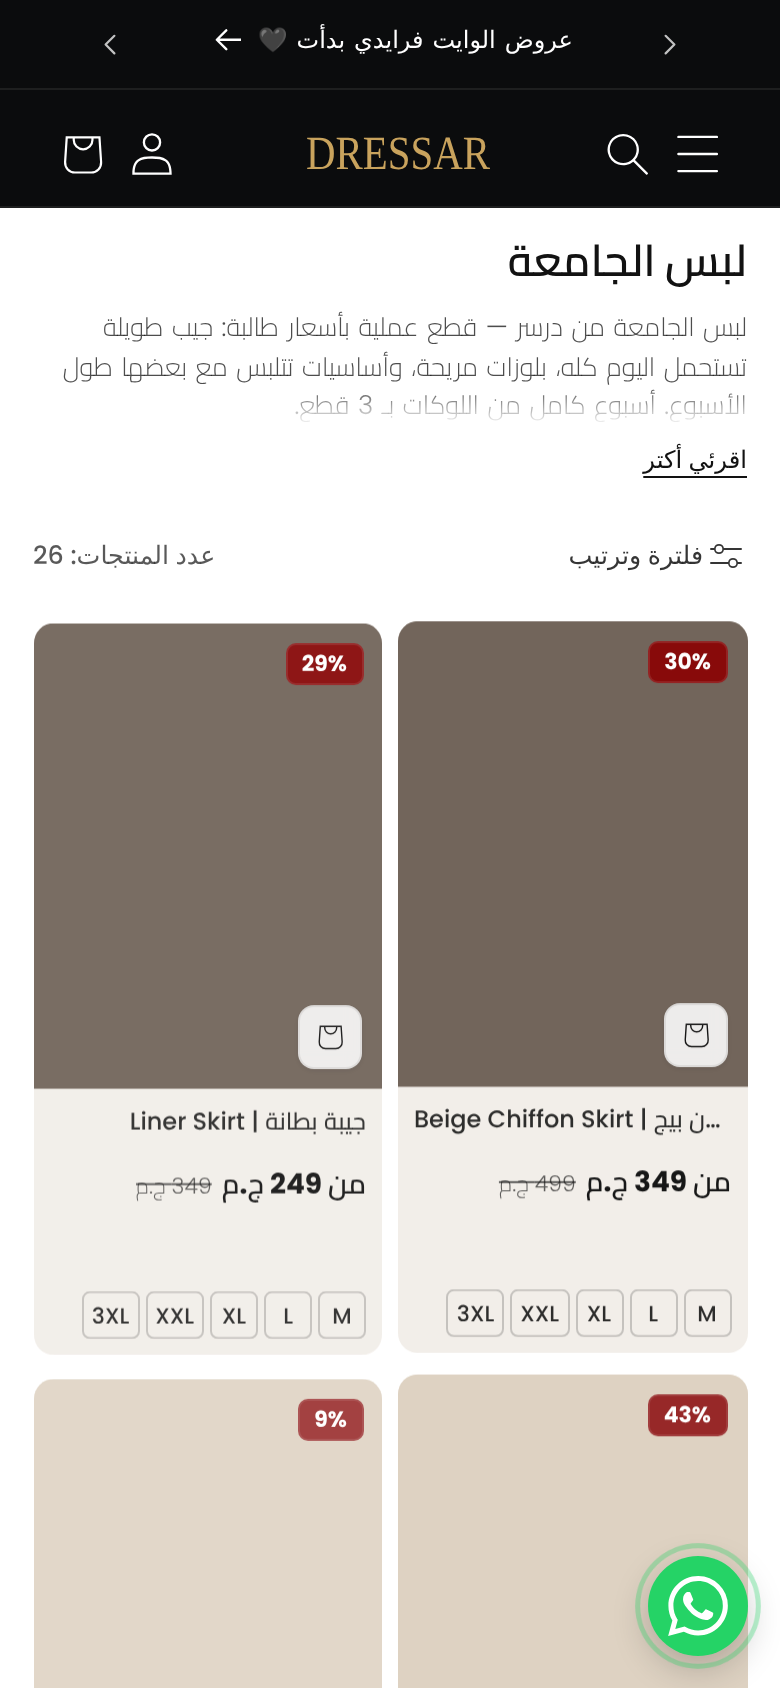 عروض الوايت فرايدي بدأت 🖤 ←
DRESSAR
لبس الجامعة
لبس الجامعة من درسر — قطع عملية بأسعار طالبة: جيب طويلة
تستحمل اليوم كله، بلوزات مريحة، وأساسيات تتلبس مع بعضها طول
الأسبوع. أسبوع كامل من اللوكات بـ 3 قطع.
اقرئي أكتر
فلترة وترتيب
عدد المنتجات: 26
30%
Beige Chiffon Skirt | ...ن بيج
من 349 ج.م 499 ج.م
M L XL XXL 3XL
29%
جيبة بطانة | Liner Skirt
من 249 ج.م 349 ج.م
M L XL XXL 3XL
43%
9%